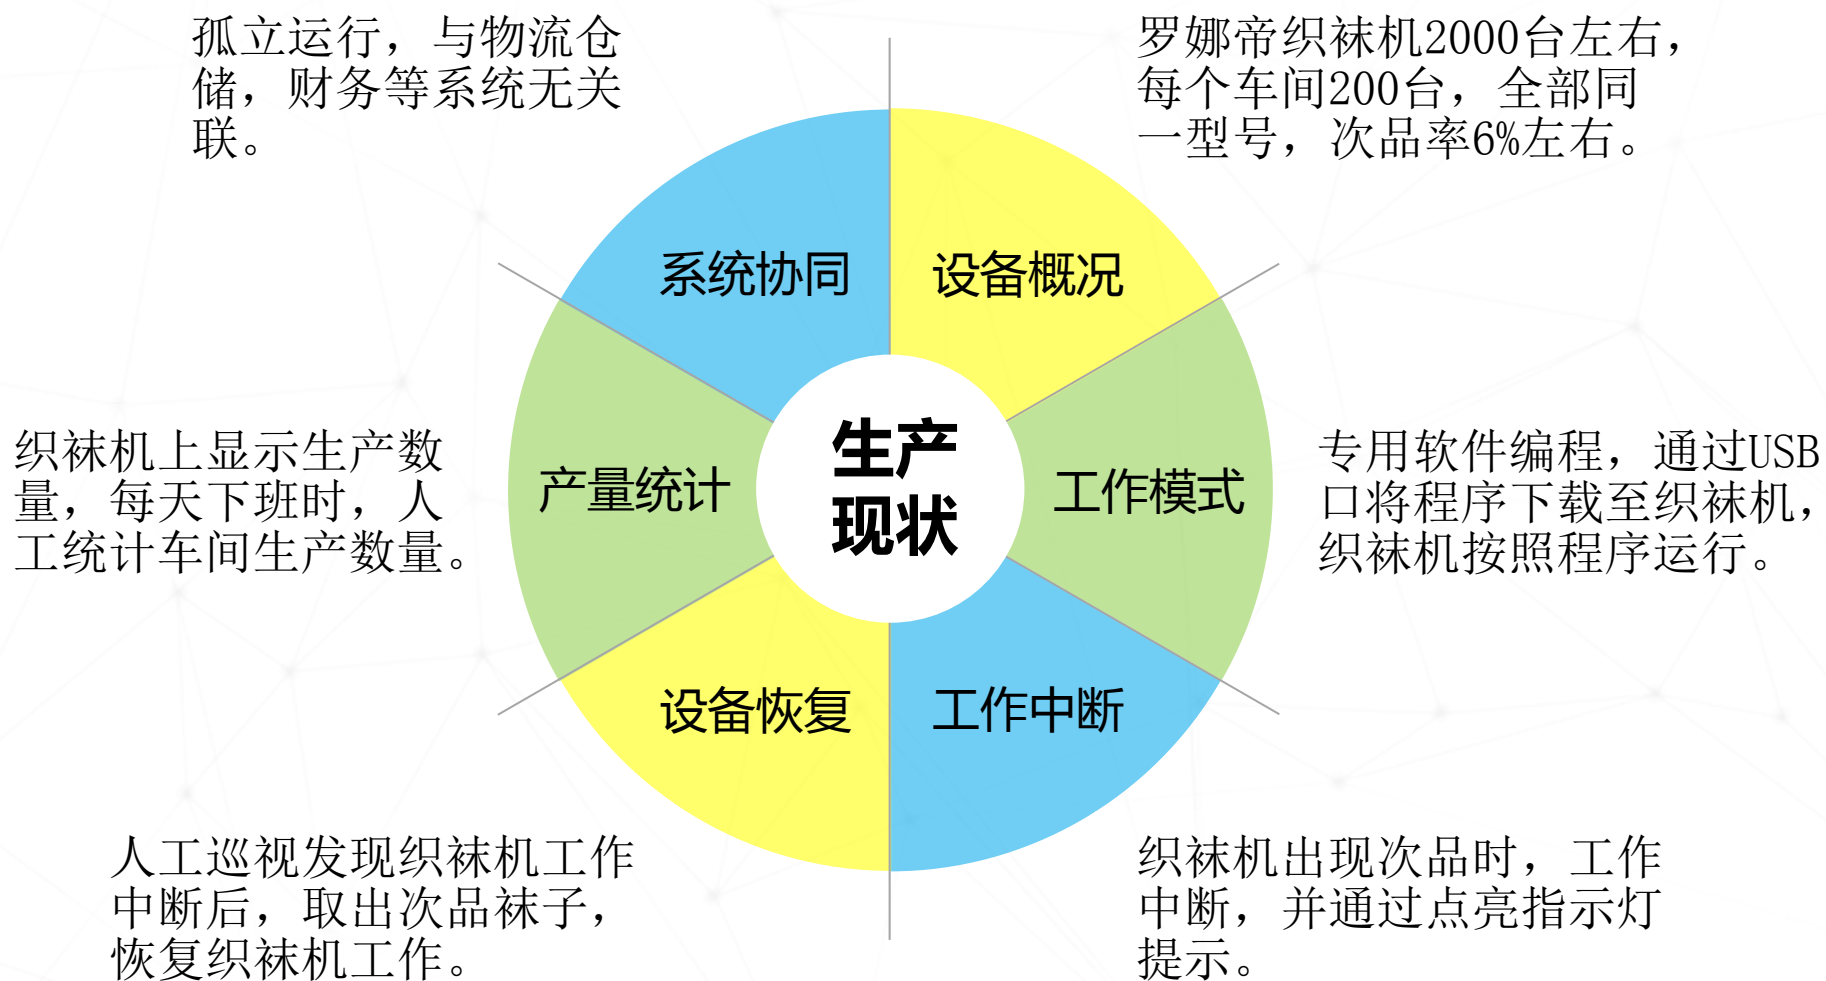 孤立运行，与物流仓
储，财务等系统无关
联。
罗娜帝织袜机2000台左右，
每个车间200台，全部同
一型号，次品率6%左右。
系统协同
设备概况
织袜机上显示生产数
量，每天下班时，人
工统计车间生产数量。
产量统计
生产
现状
工作模式
专用软件编程，通过USB
口将程序下载至织袜机，
织袜机按照程序运行。
设备恢复
工作中断
人工巡视发现织袜机工作
中断后，取出次品袜子，
恢复织袜机工作。
织袜机出现次品时，工作
中断，并通过点亮指示灯
提示。